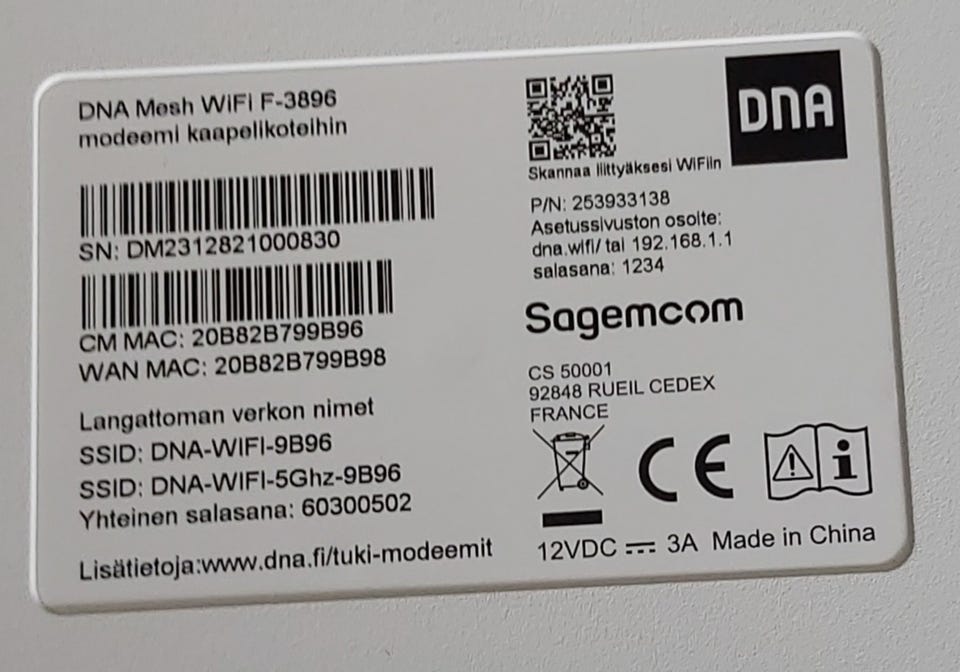 DNA Mesh WiFi F-3896
modeemi kaapelikoteihin
SN: DM2312821000830
CM MAC: 20B82B799B96
WAN MAC: 20B82B799B98
Langattoman verkon nimet
SSID: DNA-WIFI-9B96
SSID: DNA-WIFI-5Ghz-9B96
Yhteinen salasana: 60300502
Lisätietoja:www.dna.fi/tuki-modeemit
DNA
Skannaa liittyäksesi WiFiin
P/N: 253933138
Asetussivuston osoite:
dna.wifi/ tai 192.168.1.1
salasana: 1234
Sagemcom
CS 50001
92848 RUEIL CEDEX
FRANCE
CE
12VDC ⎓ 3A Made in China